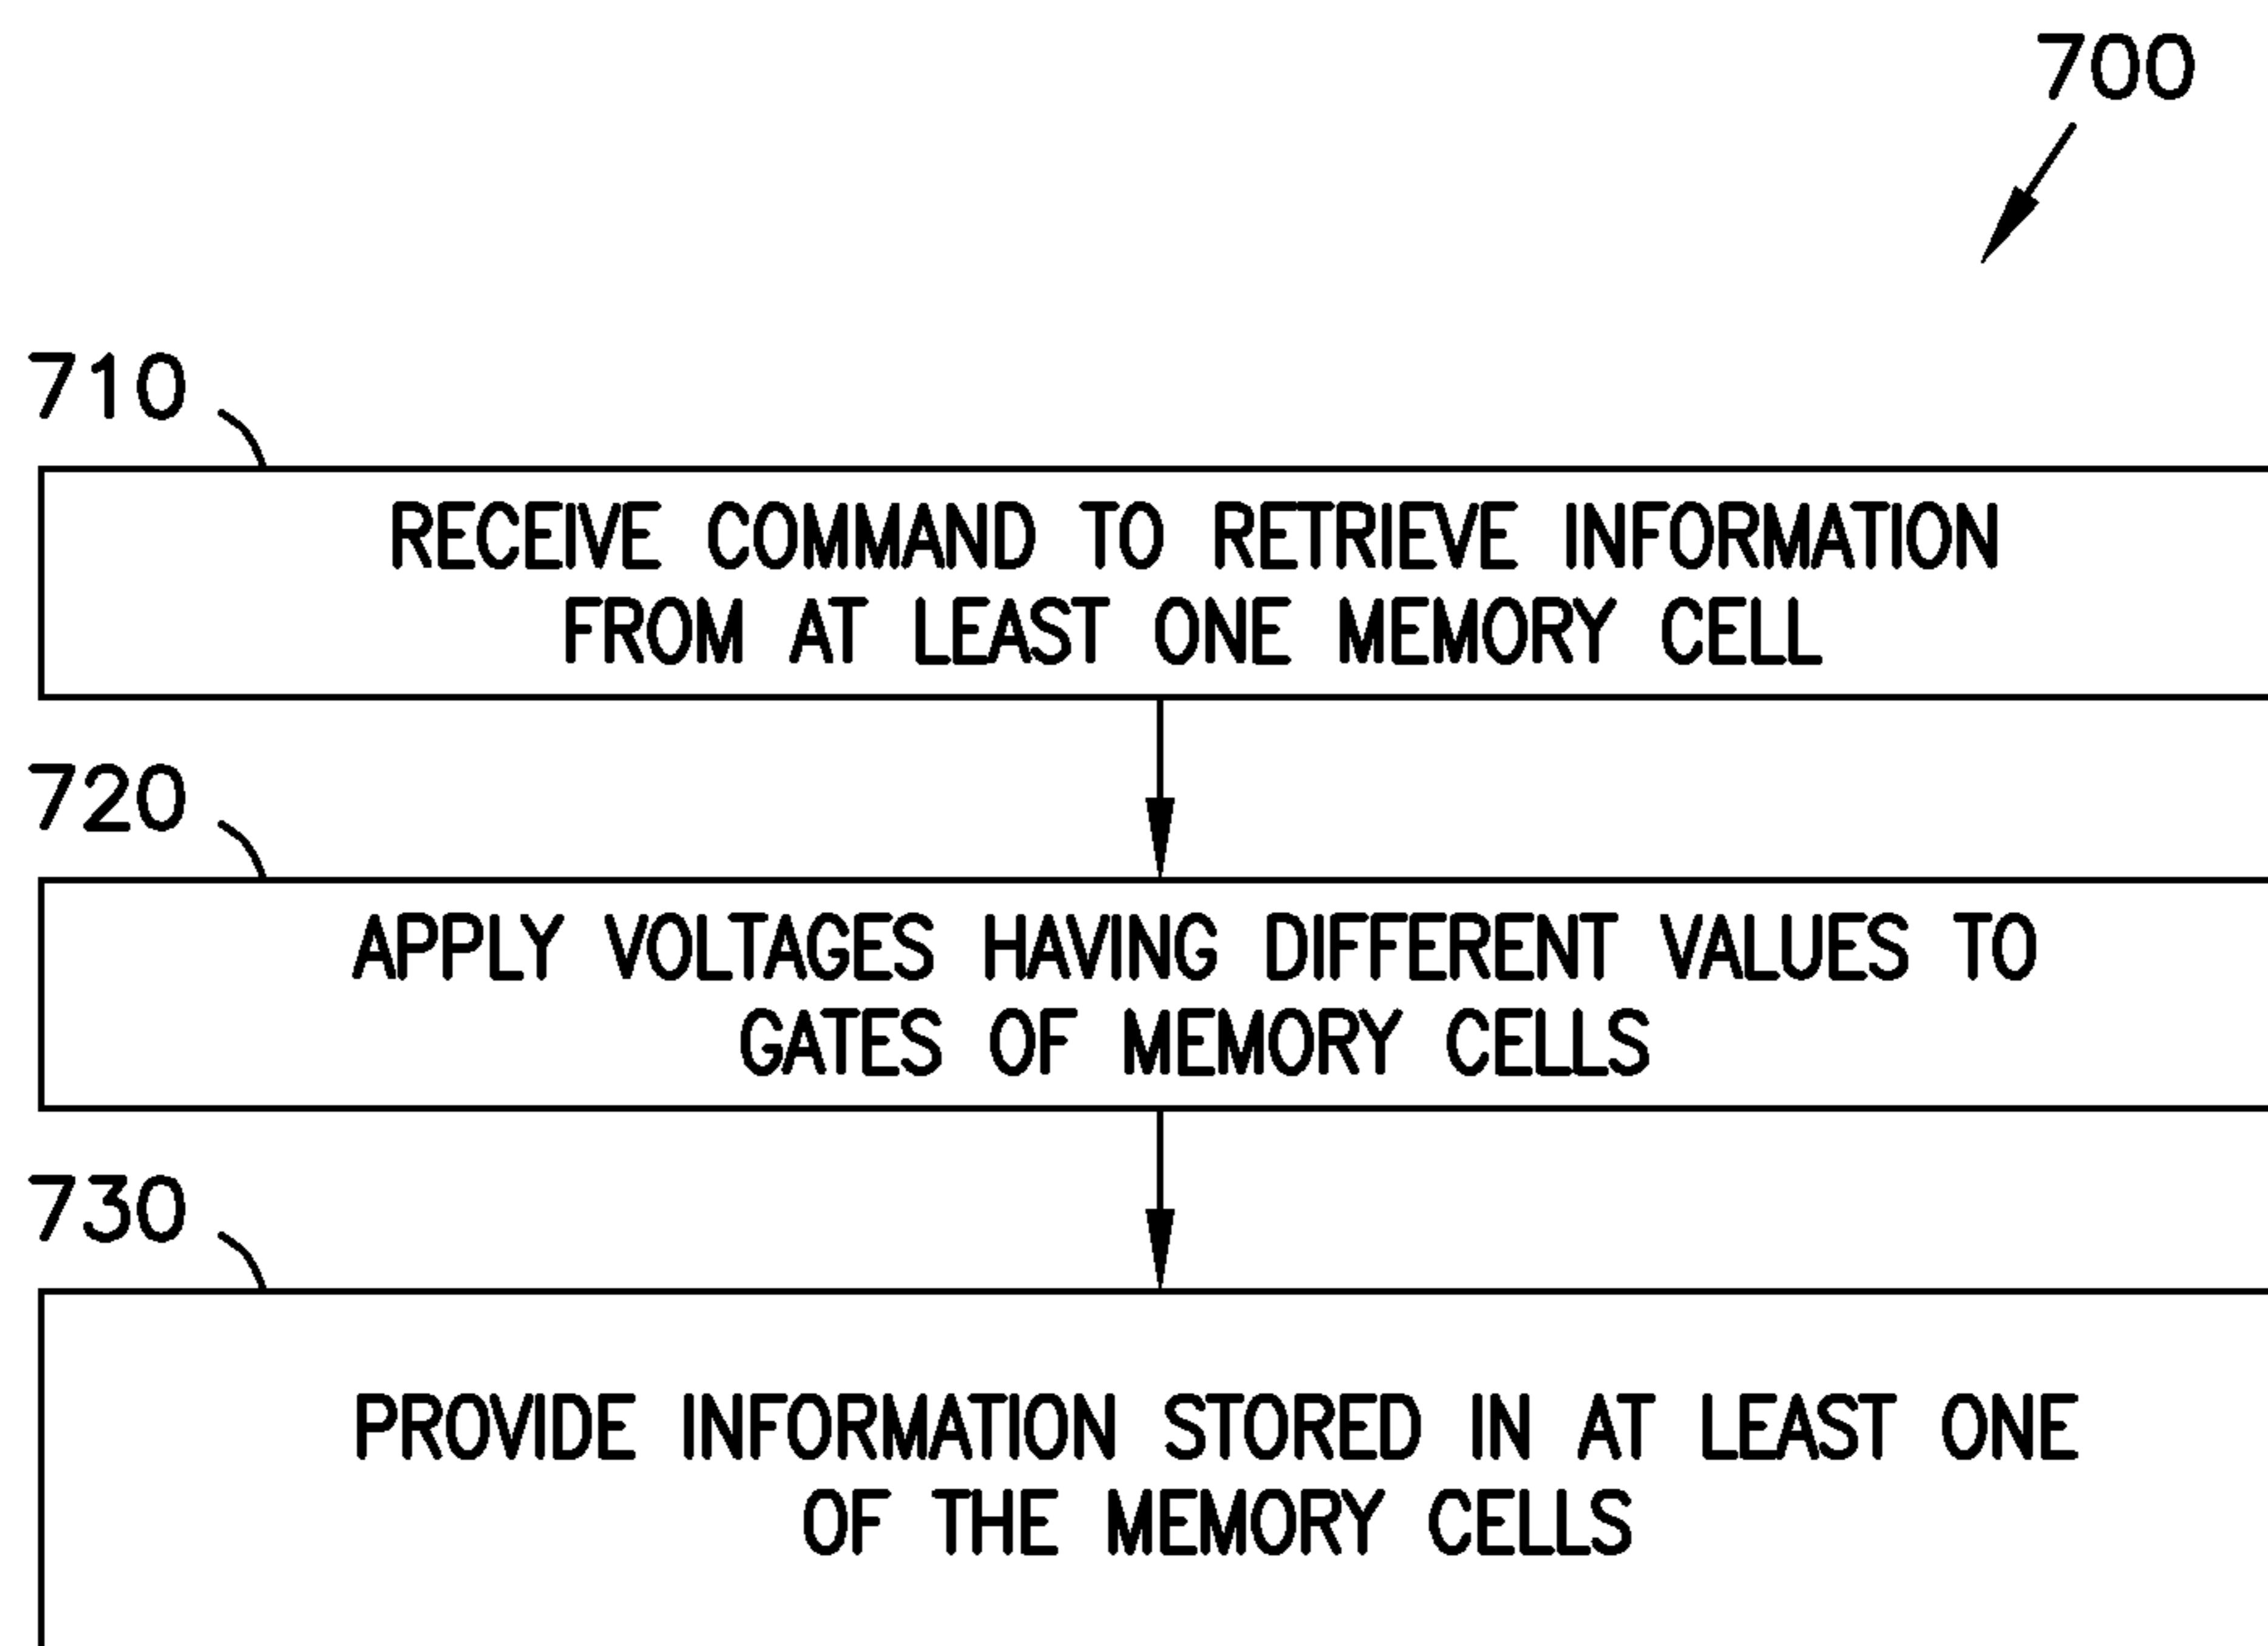 700
710
RECEIVE COMMAND TO RETRIEVE INFORMATION
FROM AT LEAST ONE MEMORY CELL
720
APPLY VOLTAGES HAVING DIFFERENT VALUES TO
GATES OF MEMORY CELLS
730
PROVIDE INFORMATION STORED IN AT LEAST ONE
OF THE MEMORY CELLS